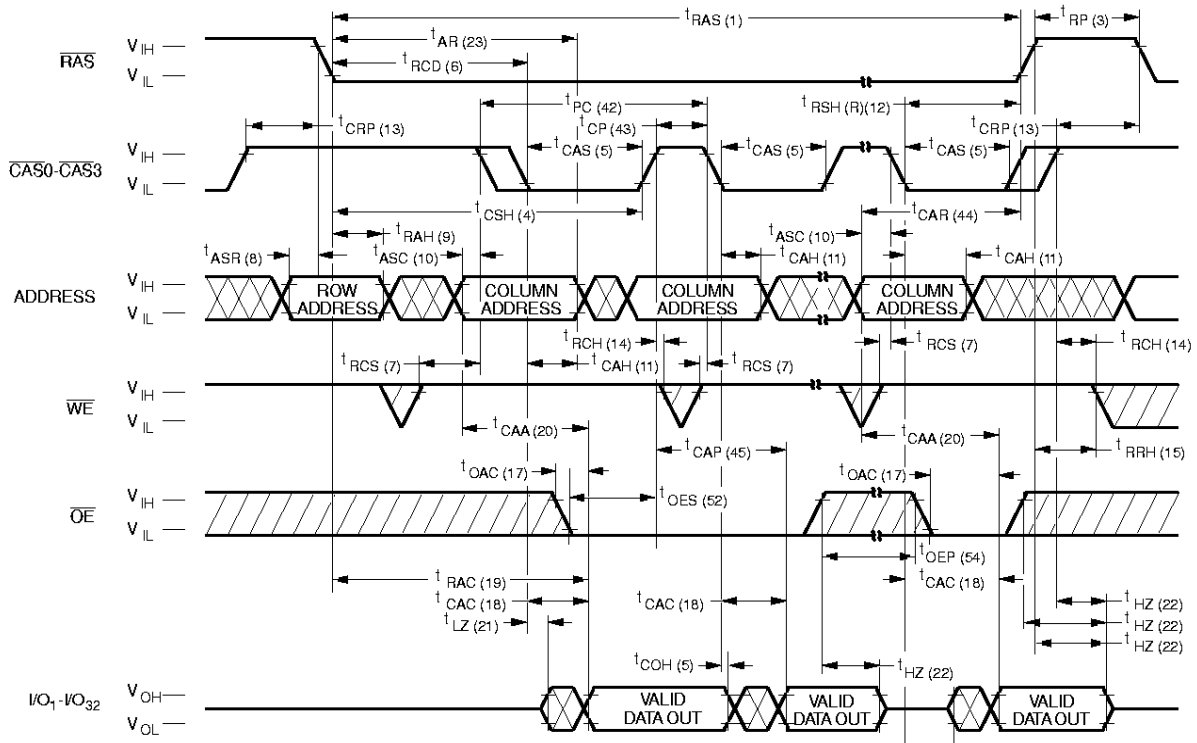 t RAS (1)
t RP (3)
t AR (23)
RAS
V IH
V IL
t RCD (6)
t PC (42)
t RSH (R)(12)
t CRP (13)
t CP (43)
t CRP (13)
CAS0-CAS3
V IH
V IL
t CAS (5)
t CAS (5)
t CAS (5)
t CSH (4)
t CAR (44)
t RAH (9)
t ASC (10)
t ASR (8)
t ASC (10)
t CAH (11)
t CAH (11)
ADDRESS
V IH
V IL
ROW ADDRESS
COLUMN ADDRESS
COLUMN ADDRESS
COLUMN ADDRESS
t RCH (14)
t RCS (7)
t RCS (7)
t CAH (11)
t RCS (7)
t RCH (14)
WE
V IH
V IL
t CAA (20)
t CAP (45)
t CAA (20)
t RRH (15)
t OAC (17)
t OAC (17)
OE
V IH
V IL
t OES (52)
t OEP (54)
t RAC (19)
t CAC (18)
t CAC (18)
t CAC (18)
t HZ (22)
t LZ (21)
t HZ (22)
t HZ (22)
t COH (5)
t HZ (22)
I/O1-I/O32
V OH
V OL
VALID DATA OUT
VALID DATA OUT
VALID DATA OUT